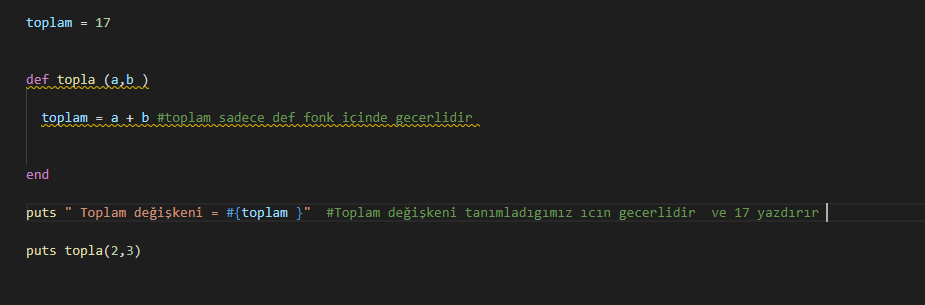 toplam = 17
def topla (a,b )
toplam = a + b #toplam sadece def fonk içinde gecerlidir
end
puts " Toplam değişkeni = #{toplam }"  #Toplam değişkeni tanımladıgımız ıcın gecerlidir  ve 17 yazdırır
puts topla(2,3)